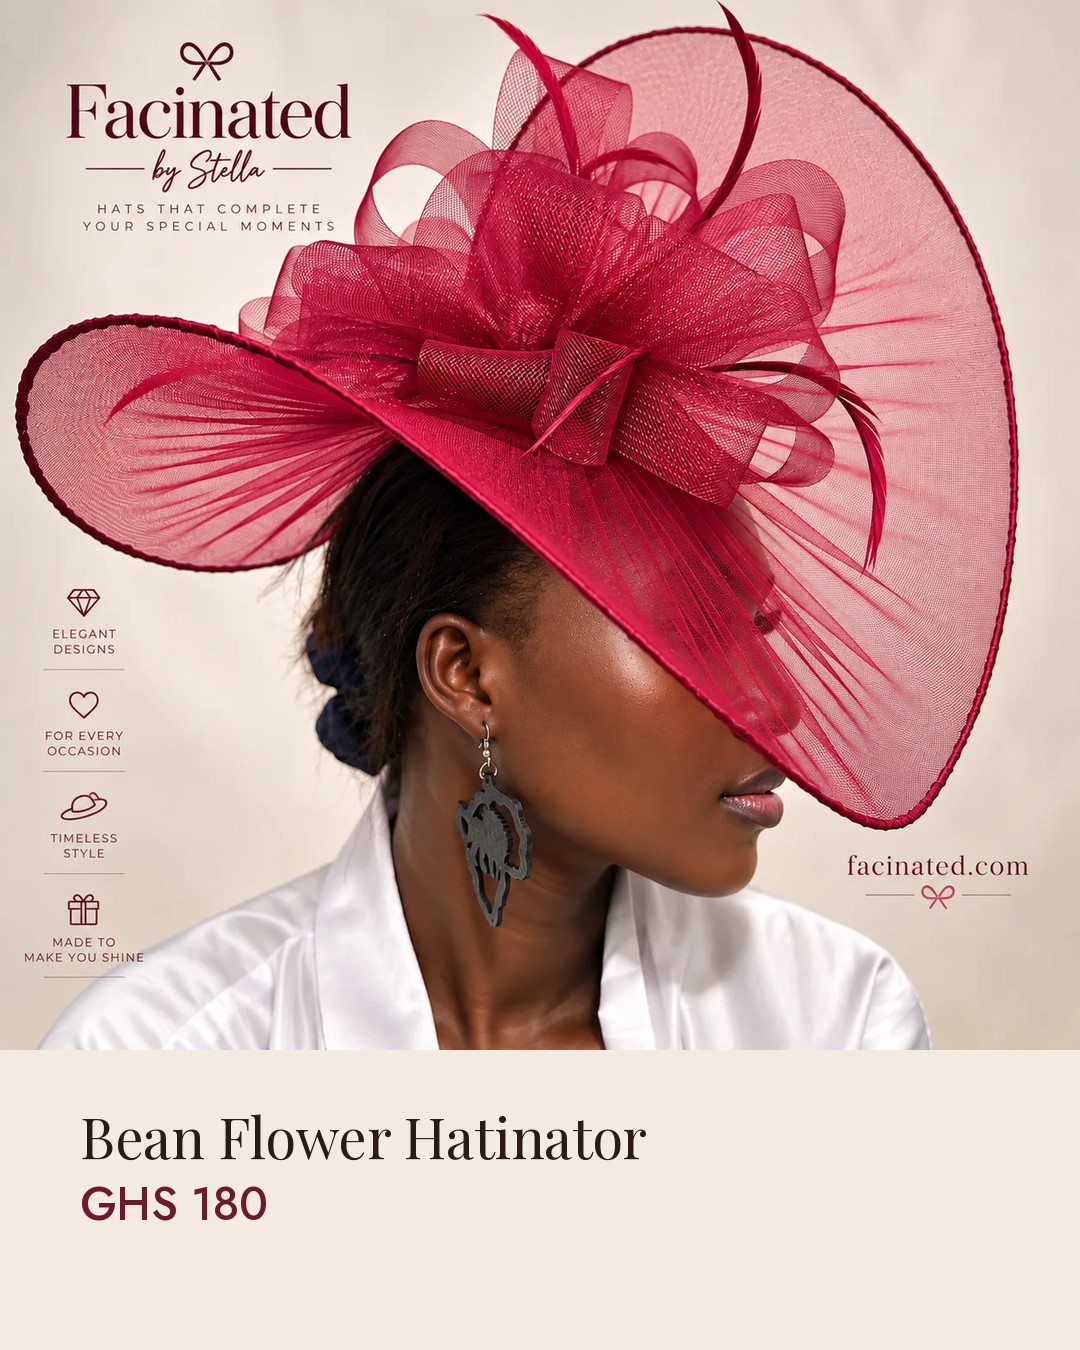 Facinated
by Stella
HATS THAT COMPLETE
YOUR SPECIAL MOMENTS
ELEGANT
DESIGNS
FOR EVERY
OCCASION
TIMELESS
STYLE
MADE TO
MAKE YOU SHINE
facinated.com
Bean Flower Hatinator
GHS 180